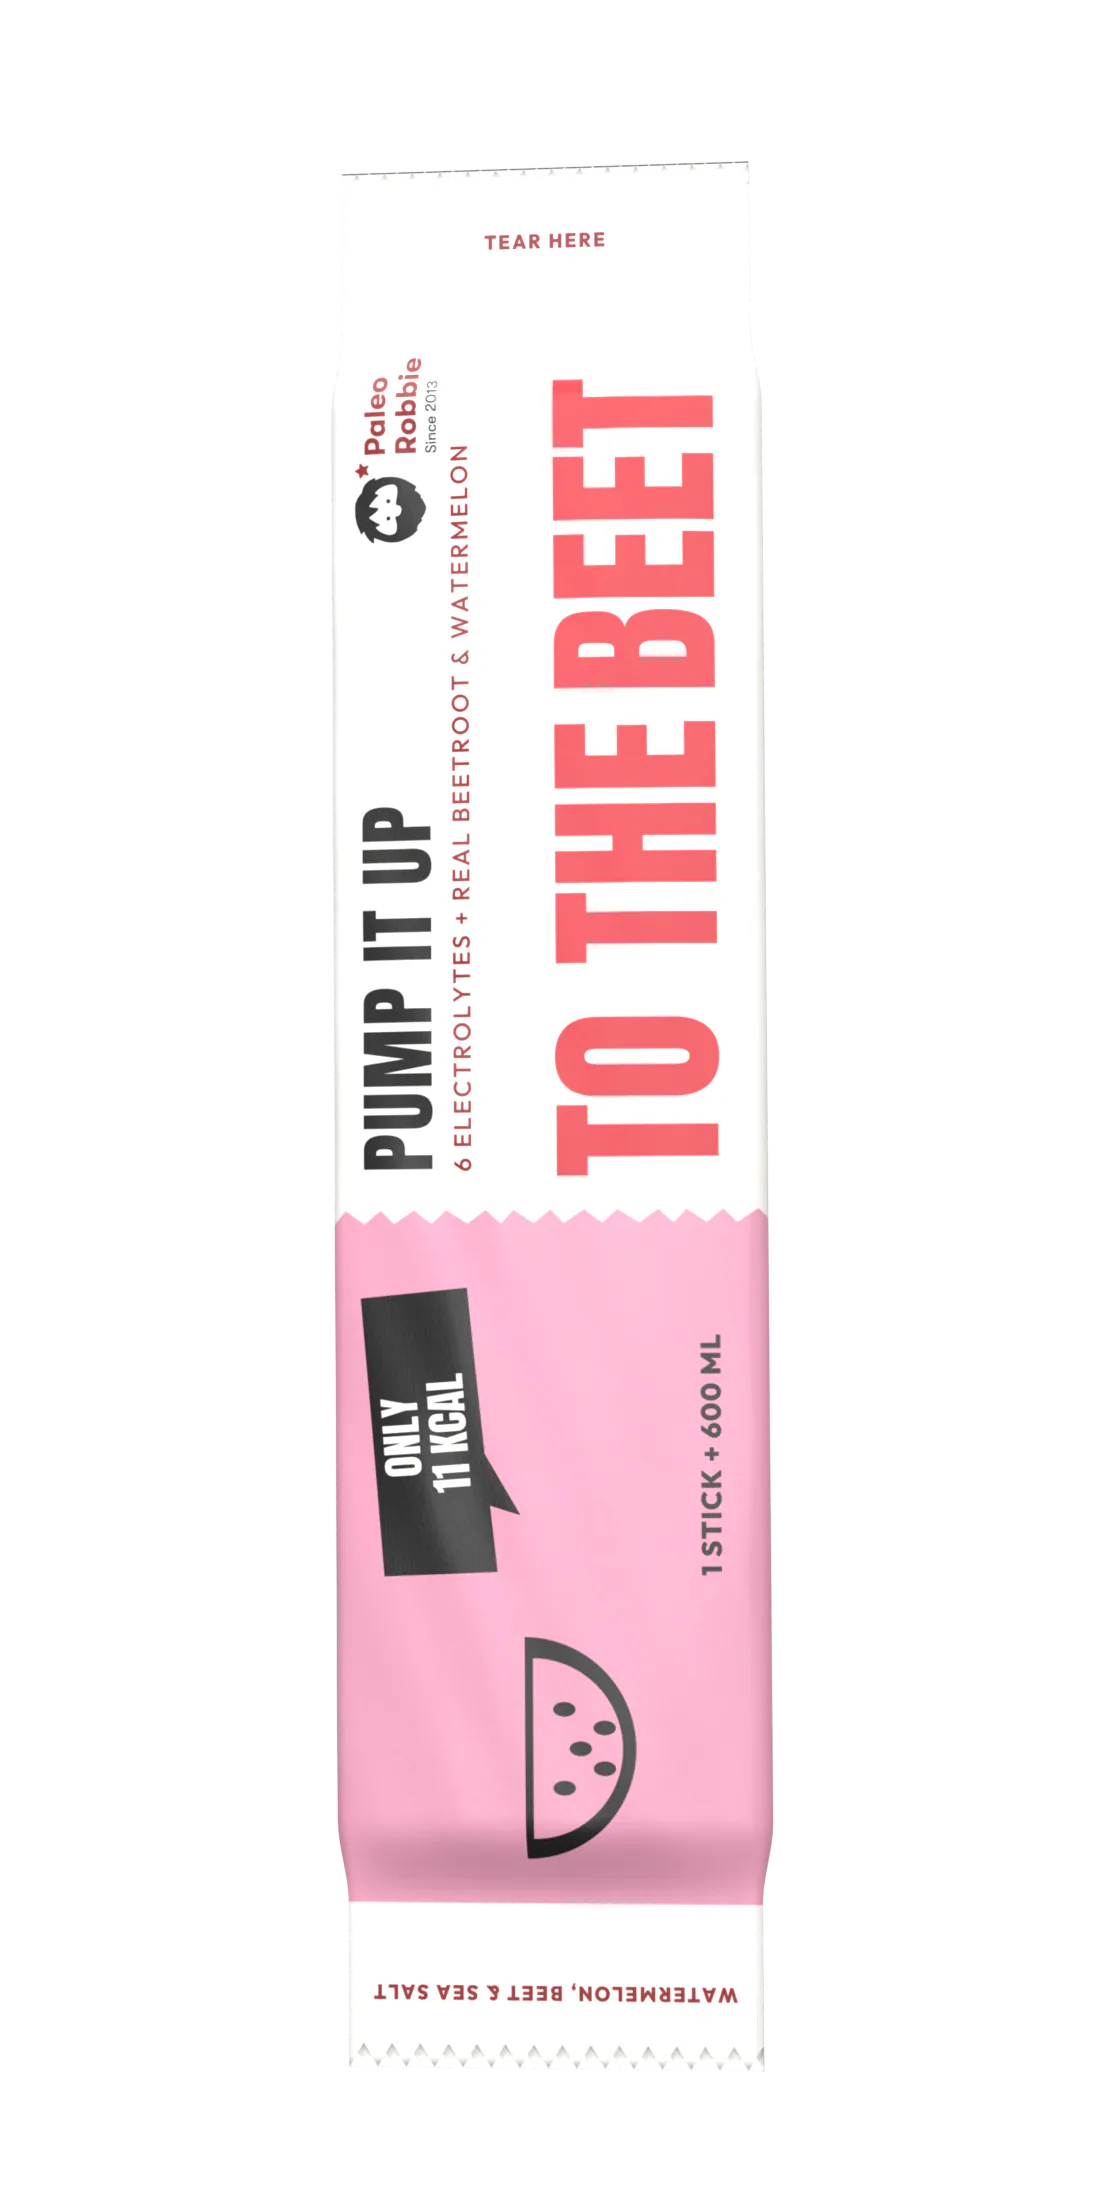 TEAR HERE
Paleo
Robbie
Since 2013
PUMP IT UP
6 ELECTROLYTES + REAL BEETROOT & WATERMELON
TO THE BEET
ONLY
11 KCAL
1 STICK + 600 ML
WATERMELON, BEET & SEA SALT